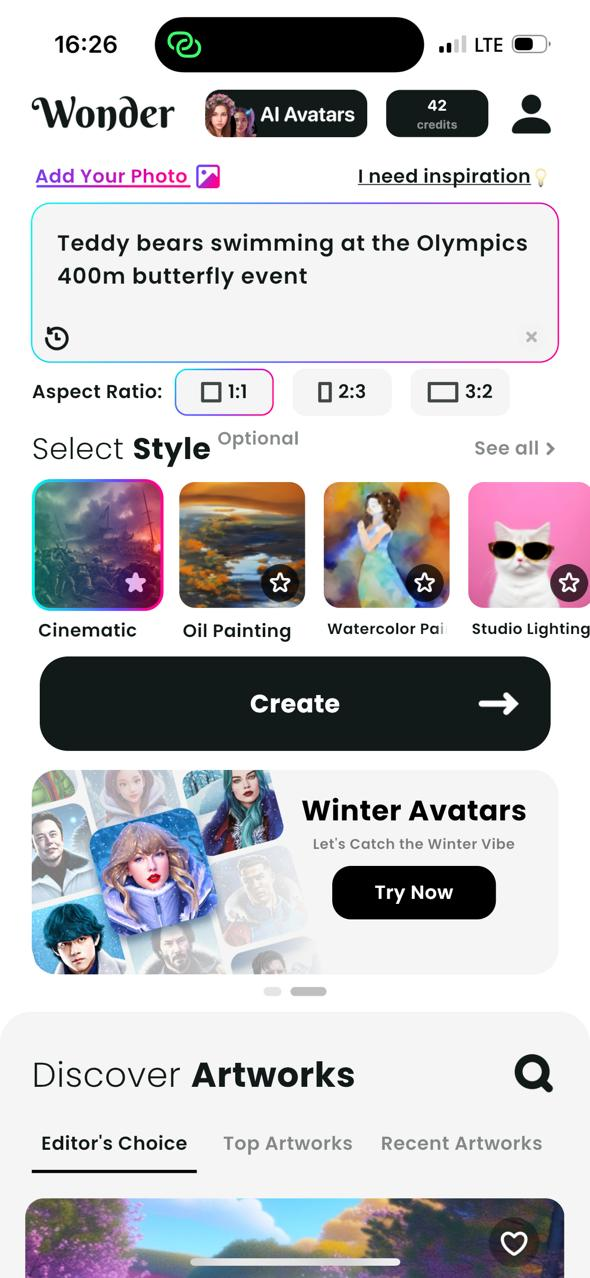 16:26
LTE
Wonder
AI Avatars
42
credits
Add Your Photo
I need inspiration
Teddy bears swimming at the Olympics
400m butterfly event
Aspect Ratio:
1:1
2:3
3:2
Select Style Optional
See all
Cinematic
Oil Painting
Watercolor Pai
Studio Lighting
Create
Winter Avatars
Let's Catch the Winter Vibe
Try Now
Discover Artworks
Editor's Choice
Top Artworks
Recent Artworks